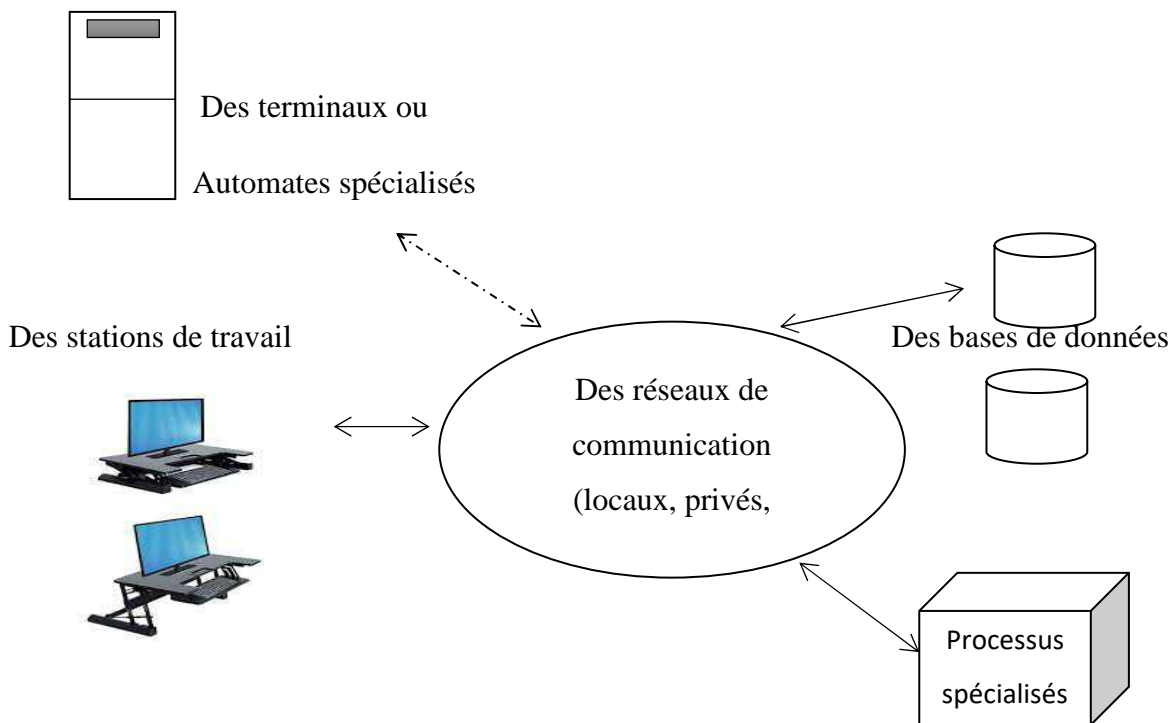 Des terminaux ou
Automates spécialisés
Des stations de travail
Des bases de données
Des réseaux de
communication
(locaux, privés,
Processus
spécialisés